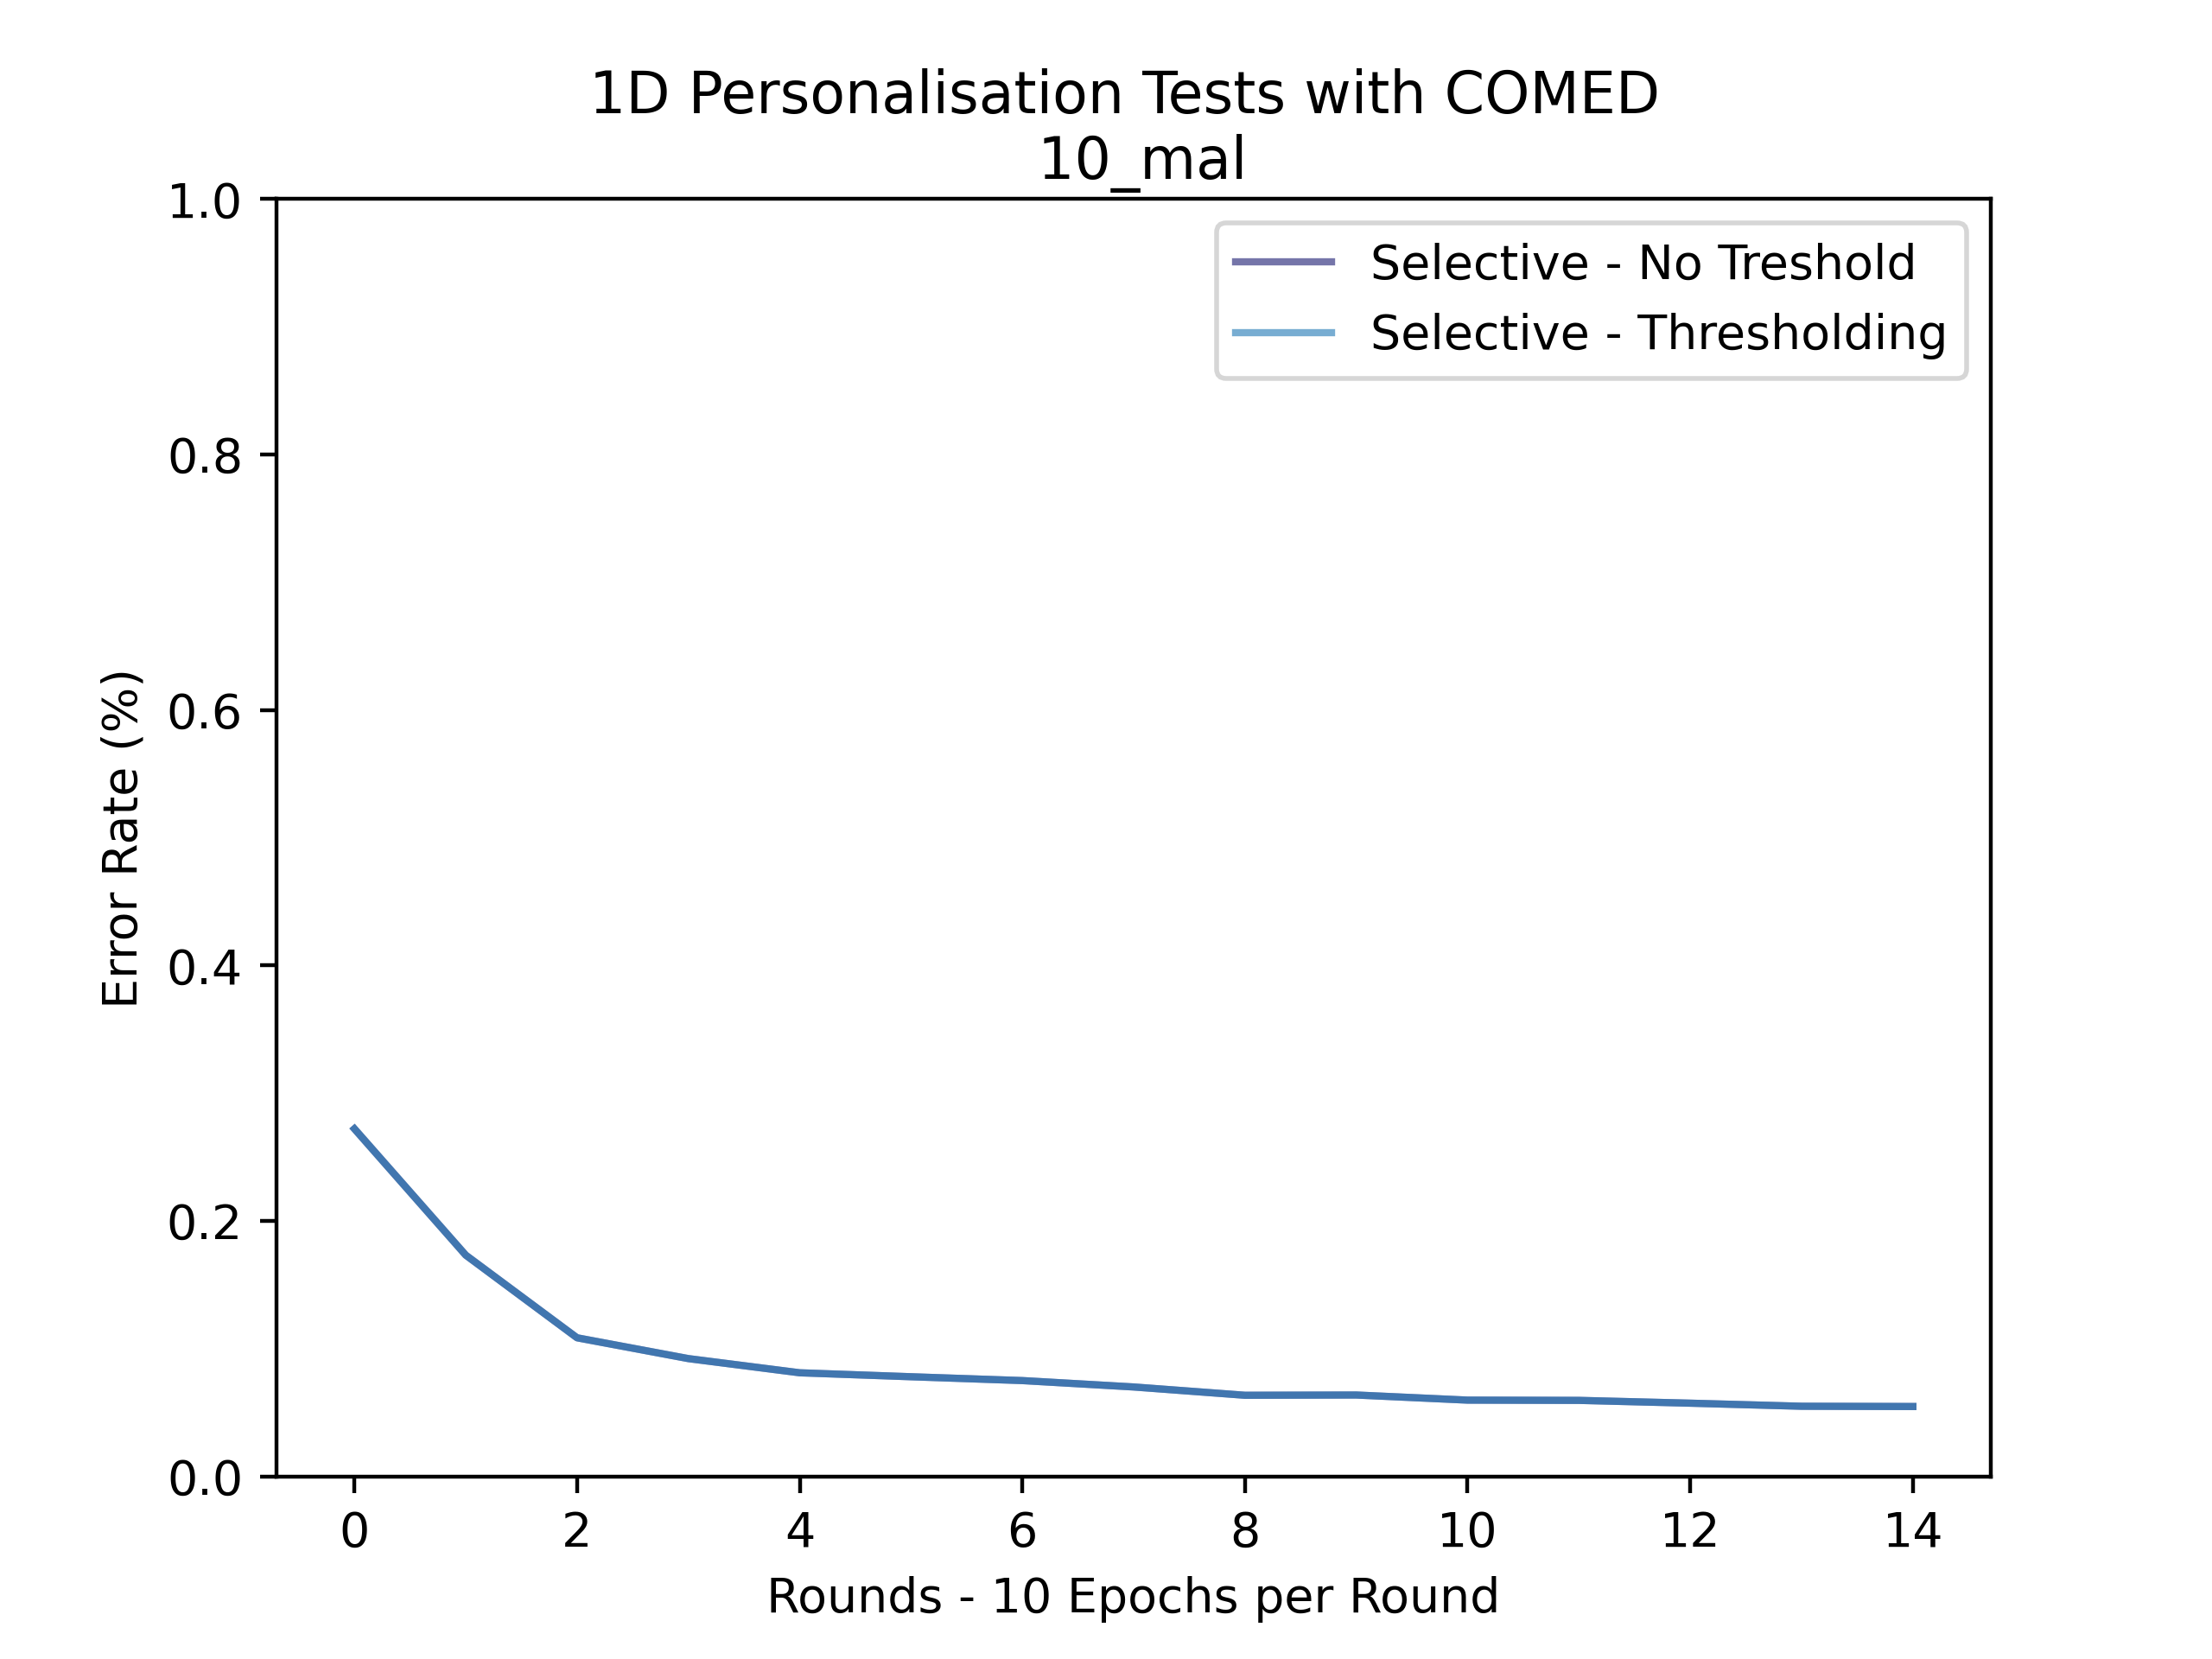 1D Personalisation Tests with COMED
10_mal
1.0
0.8
0.6
0.4
0.2
0.0
Error Rate (%)
Selective - No Treshold
Selective - Thresholding
0 2 4 6 8 10 12 14
Rounds - 10 Epochs per Round